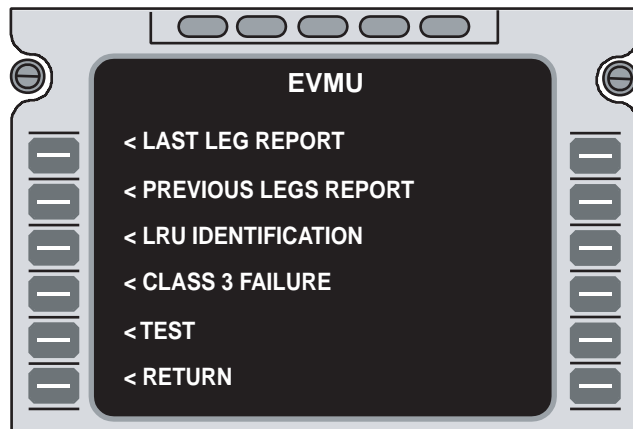 EVMU
< LAST LEG REPORT
< PREVIOUS LEGS REPORT
< LRU IDENTIFICATION
< CLASS 3 FAILURE
< TEST
< RETURN